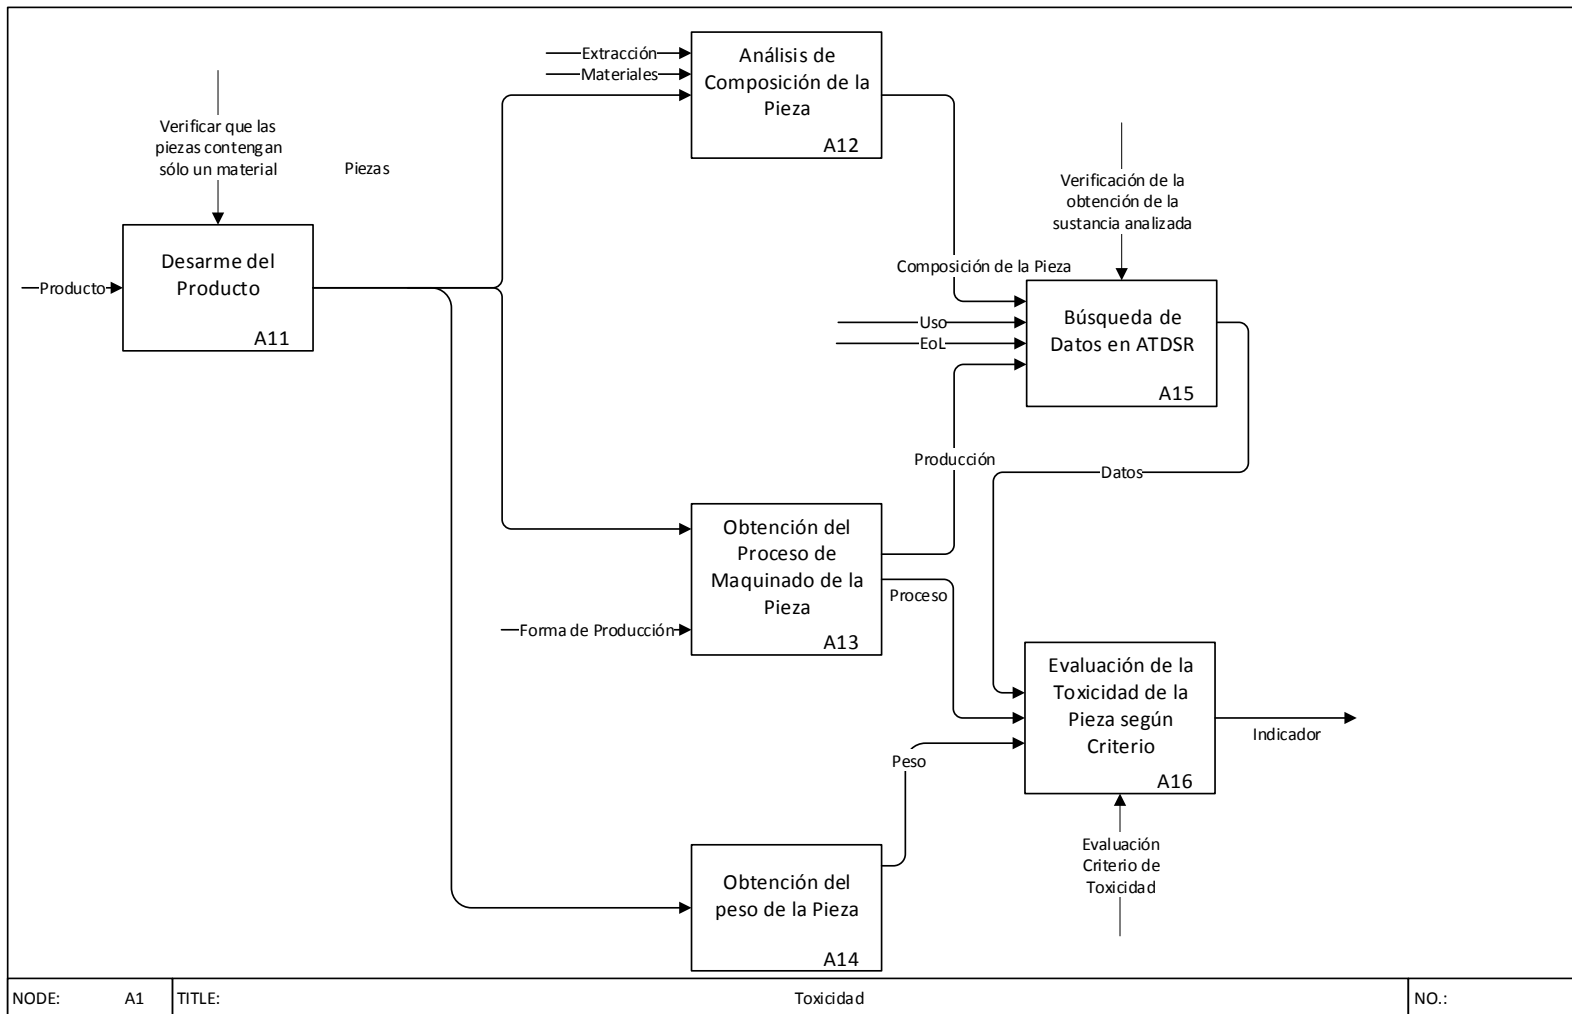 Extracción
Materiales
Análisis de
Composición de la
Pieza
A12
Verificar que las
piezas contengan
sólo un material
Piezas
Verificación de la
obtención de la
sustancia analizada
Producto
Desarme del
Producto
A11
Composición de la Pieza
Uso
EoL
Búsqueda de
Datos en ATDSR
A15
Producción
Datos
Obtención del
Proceso de
Maquinado de la
Pieza
A13
Proceso
Forma de Producción
Evaluación de la
Toxicidad de la
Pieza según
Criterio
A16
Indicador
Peso
Evaluación
Criterio de
Toxicidad
Obtención del
peso de la Pieza
A14
NODE: A1 TITLE: Toxicidad NO.: